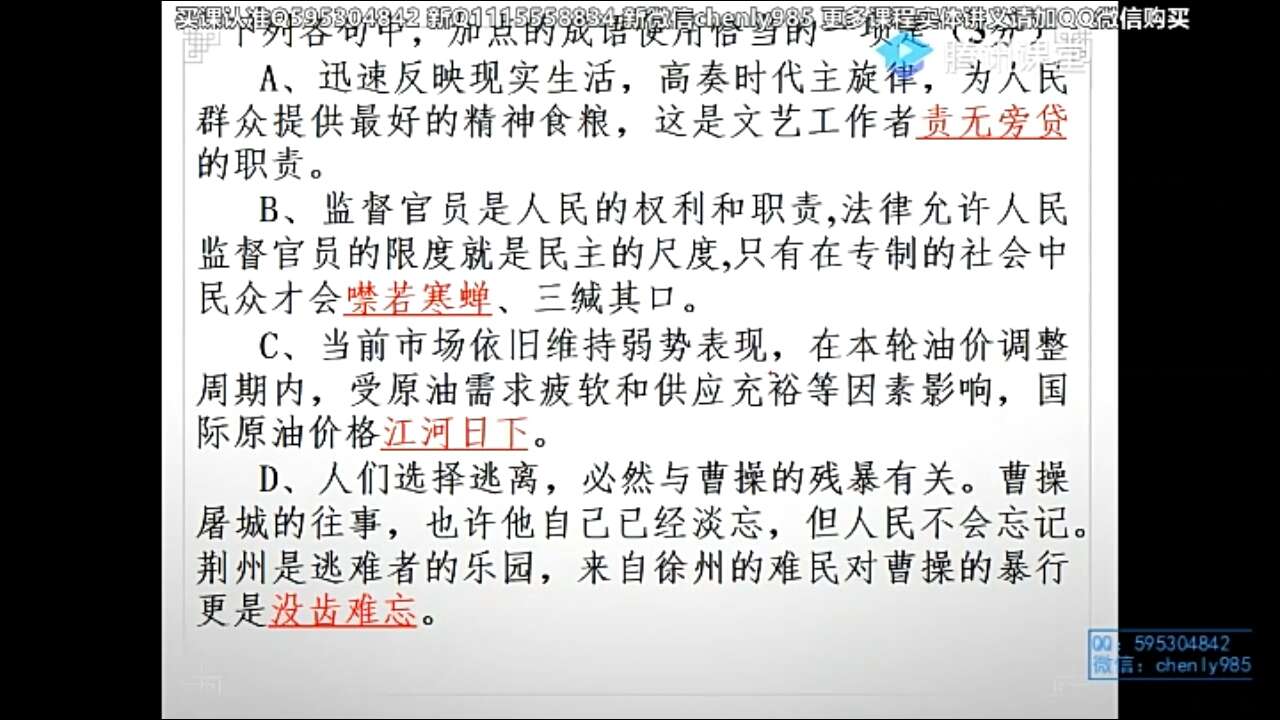 买课认准Q595304842 新Q1115558834 新微信chenly985 更多课程实体讲义请加QQ微信购买
下列各句中，加点的成语使用恰当的一项是（3分）
腾讯课堂
A、迅速反映现实生活，高奏时代主旋律，为人民
群众提供最好的精神食粮，这是文艺工作者责无旁贷
的职责。
B、监督官员是人民的权利和职责,法律允许人民
监督官员的限度就是民主的尺度,只有在专制的社会中
民众才会噤若寒蝉、三缄其口。
C、当前市场依旧维持弱势表现，在本轮油价调整
周期内，受原油需求疲软和供应充裕等因素影响，国
际原油价格江河日下。
D、人们选择逃离，必然与曹操的残暴有关。曹操
屠城的往事，也许他自己已经淡忘，但人民不会忘记。
荆州是逃难者的乐园，来自徐州的难民对曹操的暴行
更是没齿难忘。
QQ：595304842
微信：chenly985